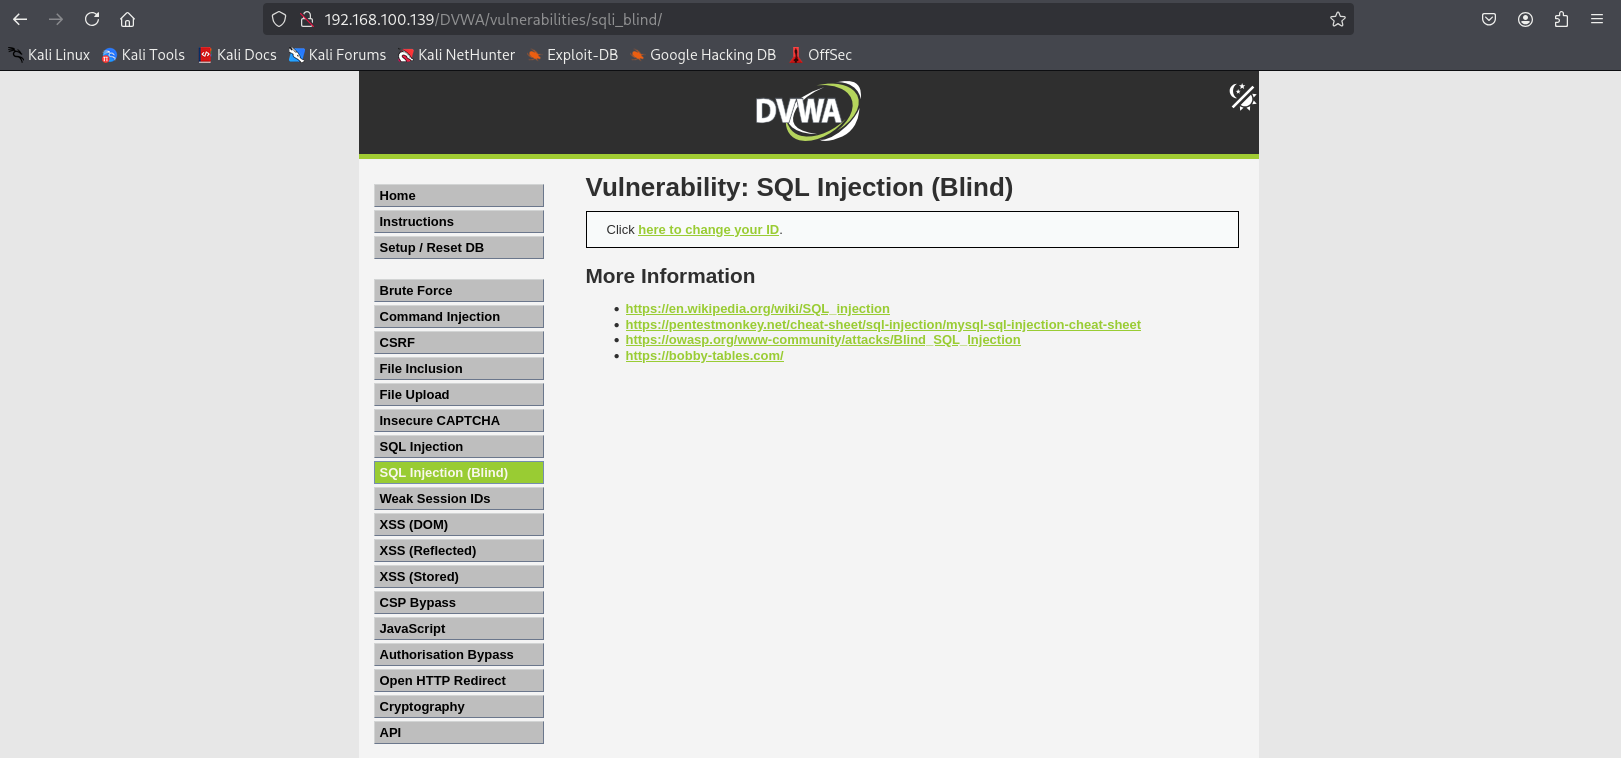 192.168.100.139/DVWA/vulnerabilities/sqli_blind/
Kali Linux Kali Tools Kali Docs Kali Forums Kali NetHunter Exploit-DB Google Hacking DB OffSec
DVWA
Home
Instructions
Setup / Reset DB
Brute Force
Command Injection
CSRF
File Inclusion
File Upload
Insecure CAPTCHA
SQL Injection
SQL Injection (Blind)
Weak Session IDs
XSS (DOM)
XSS (Reflected)
XSS (Stored)
CSP Bypass
JavaScript
Authorisation Bypass
Open HTTP Redirect
Cryptography
API
Vulnerability: SQL Injection (Blind)
Click here to change your ID.
More Information
https://en.wikipedia.org/wiki/SQL_injection
https://pentestmonkey.net/cheat-sheet/sql-injection/mysql-sql-injection-cheat-sheet
https://owasp.org/www-community/attacks/Blind_SQL_Injection
https://bobby-tables.com/